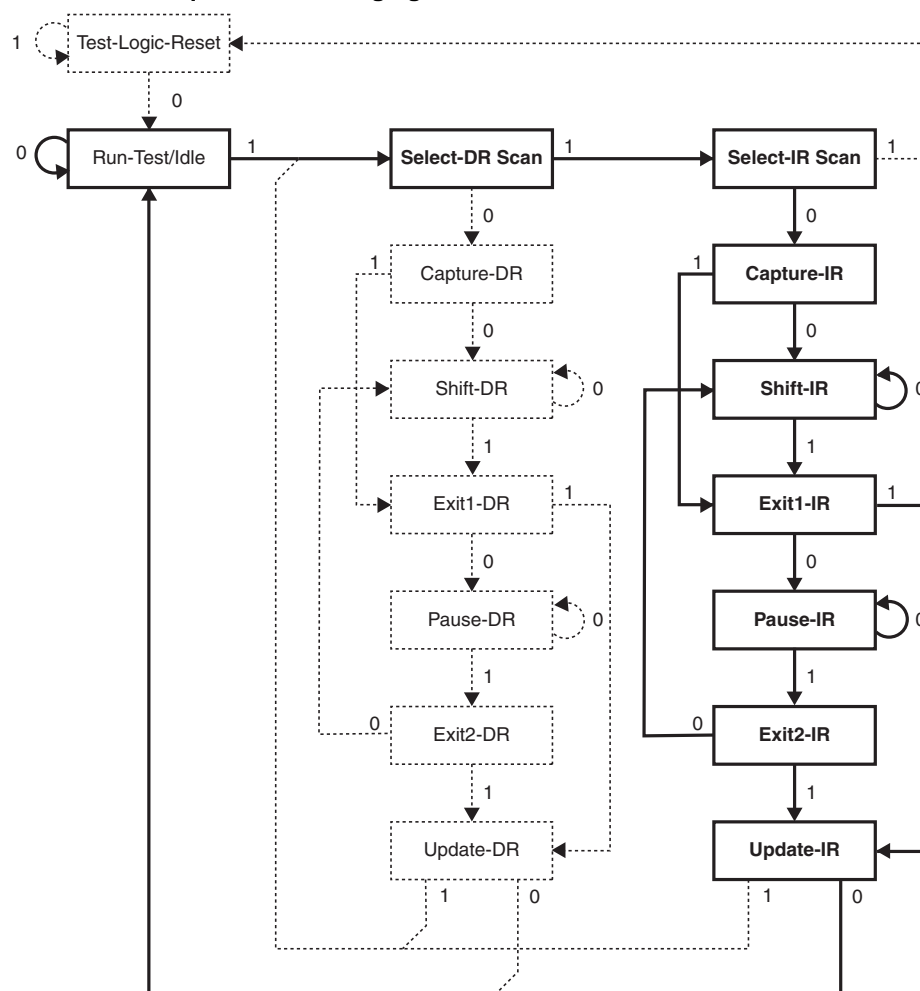 1
Test-Logic-Reset
0
0
Run-Test/Idle
1
Select-DR Scan
1
Select-IR Scan
1
0
0
1
Capture-DR
1
Capture-IR
0
0
Shift-DR
0
Shift-IR
0
1
1
Exit1-DR
1
Exit1-IR
1
0
0
Pause-DR
0
Pause-IR
0
1
1
0
Exit2-DR
0
Exit2-IR
1
1
Update-DR
Update-IR
1
0
1
0